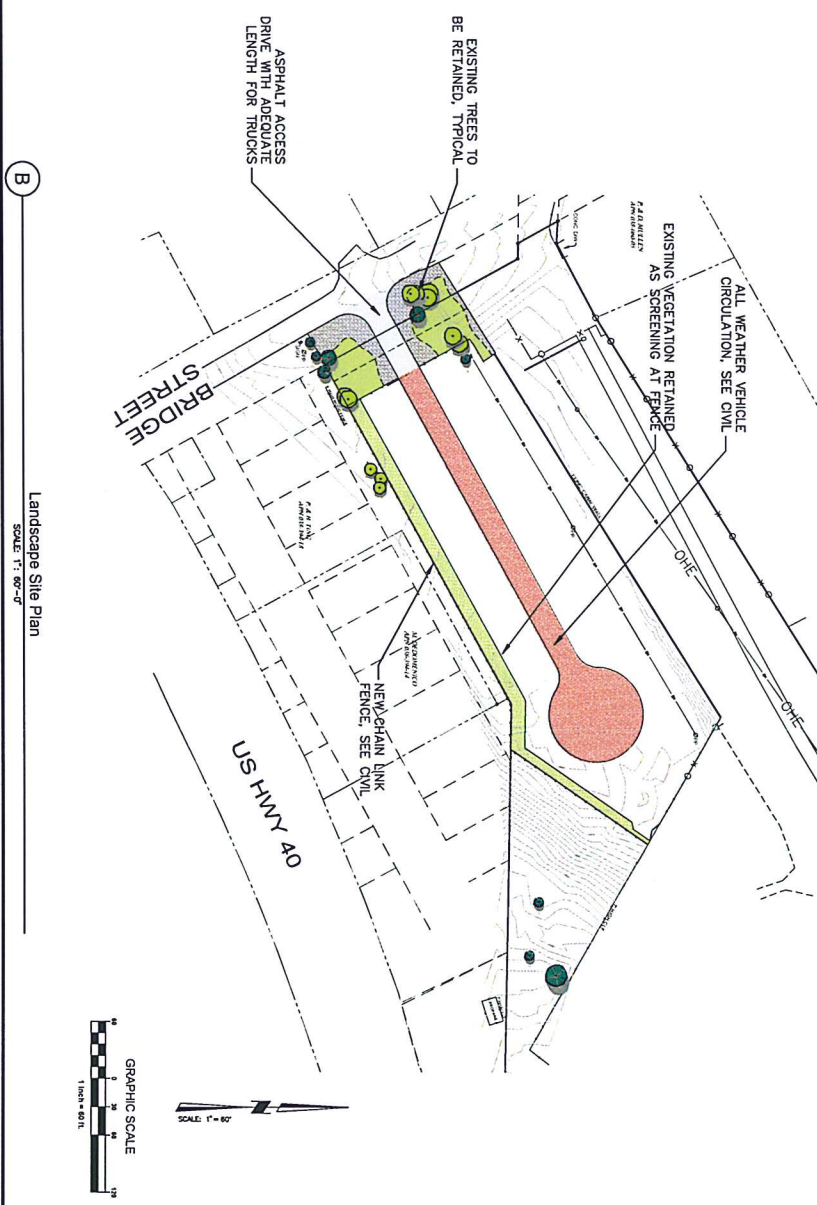 ALL WEATHER VEHICLE
CIRCULATION, SEE CIVIL
EXISTING VEGETATION RETAINED
AS SCREENING AT FENCE
EXISTING TREES TO
BE RETAINED, TYPICAL
ASPHALT ACCESS
DRIVE WITH ADEQUATE
LENGTH FOR TRUCKS
OHE
OHE
NEW CHAIN LINK
FENCE, SEE CIVIL
BRIDGE
STREET
US HWY 40
B
Landscape Site Plan
SCALE: 1": 60'-0"
SCALE: 1" = 60'
GRAPHIC SCALE
60 0 30 60 120
1 inch = 60 ft.